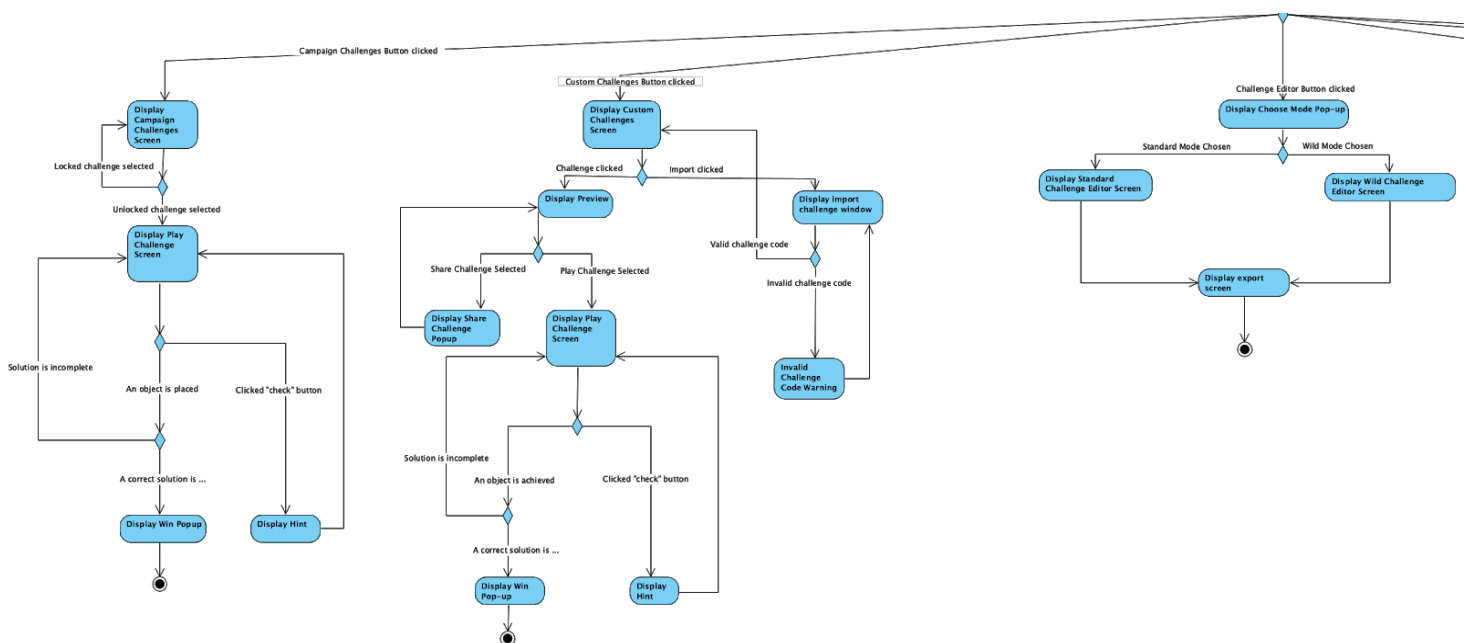 Campaign Challenges Button clicked
Custom Challenges Button clicked
Challenge Editor Button clicked
Display
Campaign
Challenges
Screen
Display Custom
Challenges
Screen
Display Choose Mode Pop-up
Standard Mode Chosen
Wild Mode Chosen
Locked challenge selected
Challenge clicked
Import clicked
Display Standard
Challenge Editor Screen
Display Wild Challenge
Editor Screen
Unlocked challenge selected
Display Preview
Display import
challenge window
Display Play
Challenge
Screen
Valid challenge code
Share Challenge Selected
Play Challenge Selected
Invalid challenge code
Display export
screen
Display Share
Challenge
Popup
Display Play
Challenge
Screen
Solution is incomplete
An object is placed
Clicked "check" button
Invalid
Challenge
Code Warning
Solution is incomplete
An object is achieved
Clicked "check" button
A correct solution is ...
Display Win Popup
Display Hint
A correct solution is ...
Display Win
Pop-up
Display
Hint